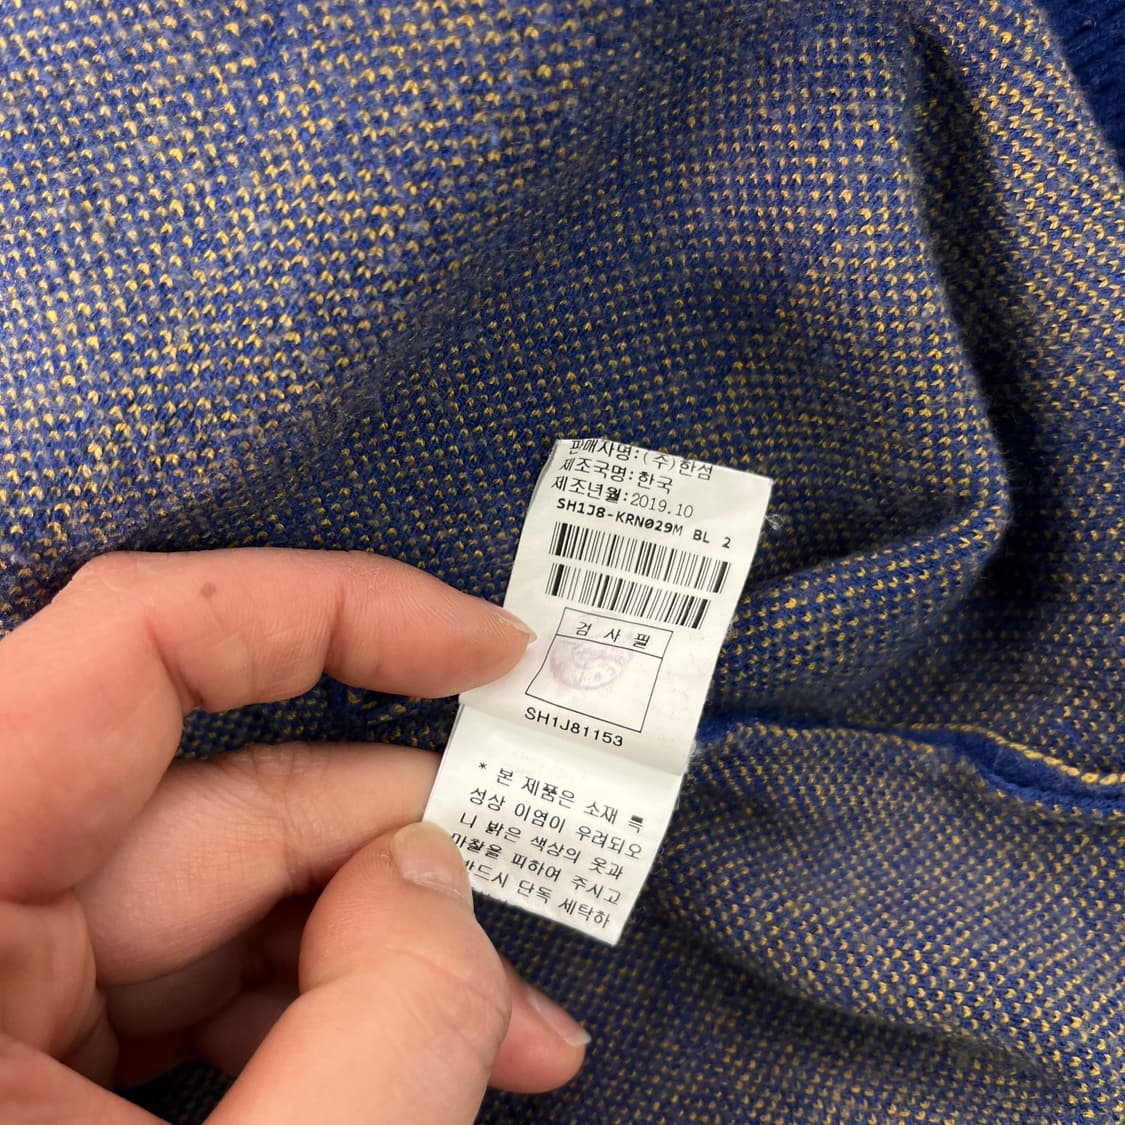 판매사명:(주)한섬
제조국명:한국
제조년월:2019.10
SH1JB-KRN029M BL 2
검 사 필
SH1J81153
* 본 제품은 소재 특
성상 이염이 우려되오
니 밝은 색상의 옷과
마찰을 피하여 주시고
반드시 단독 세탁하